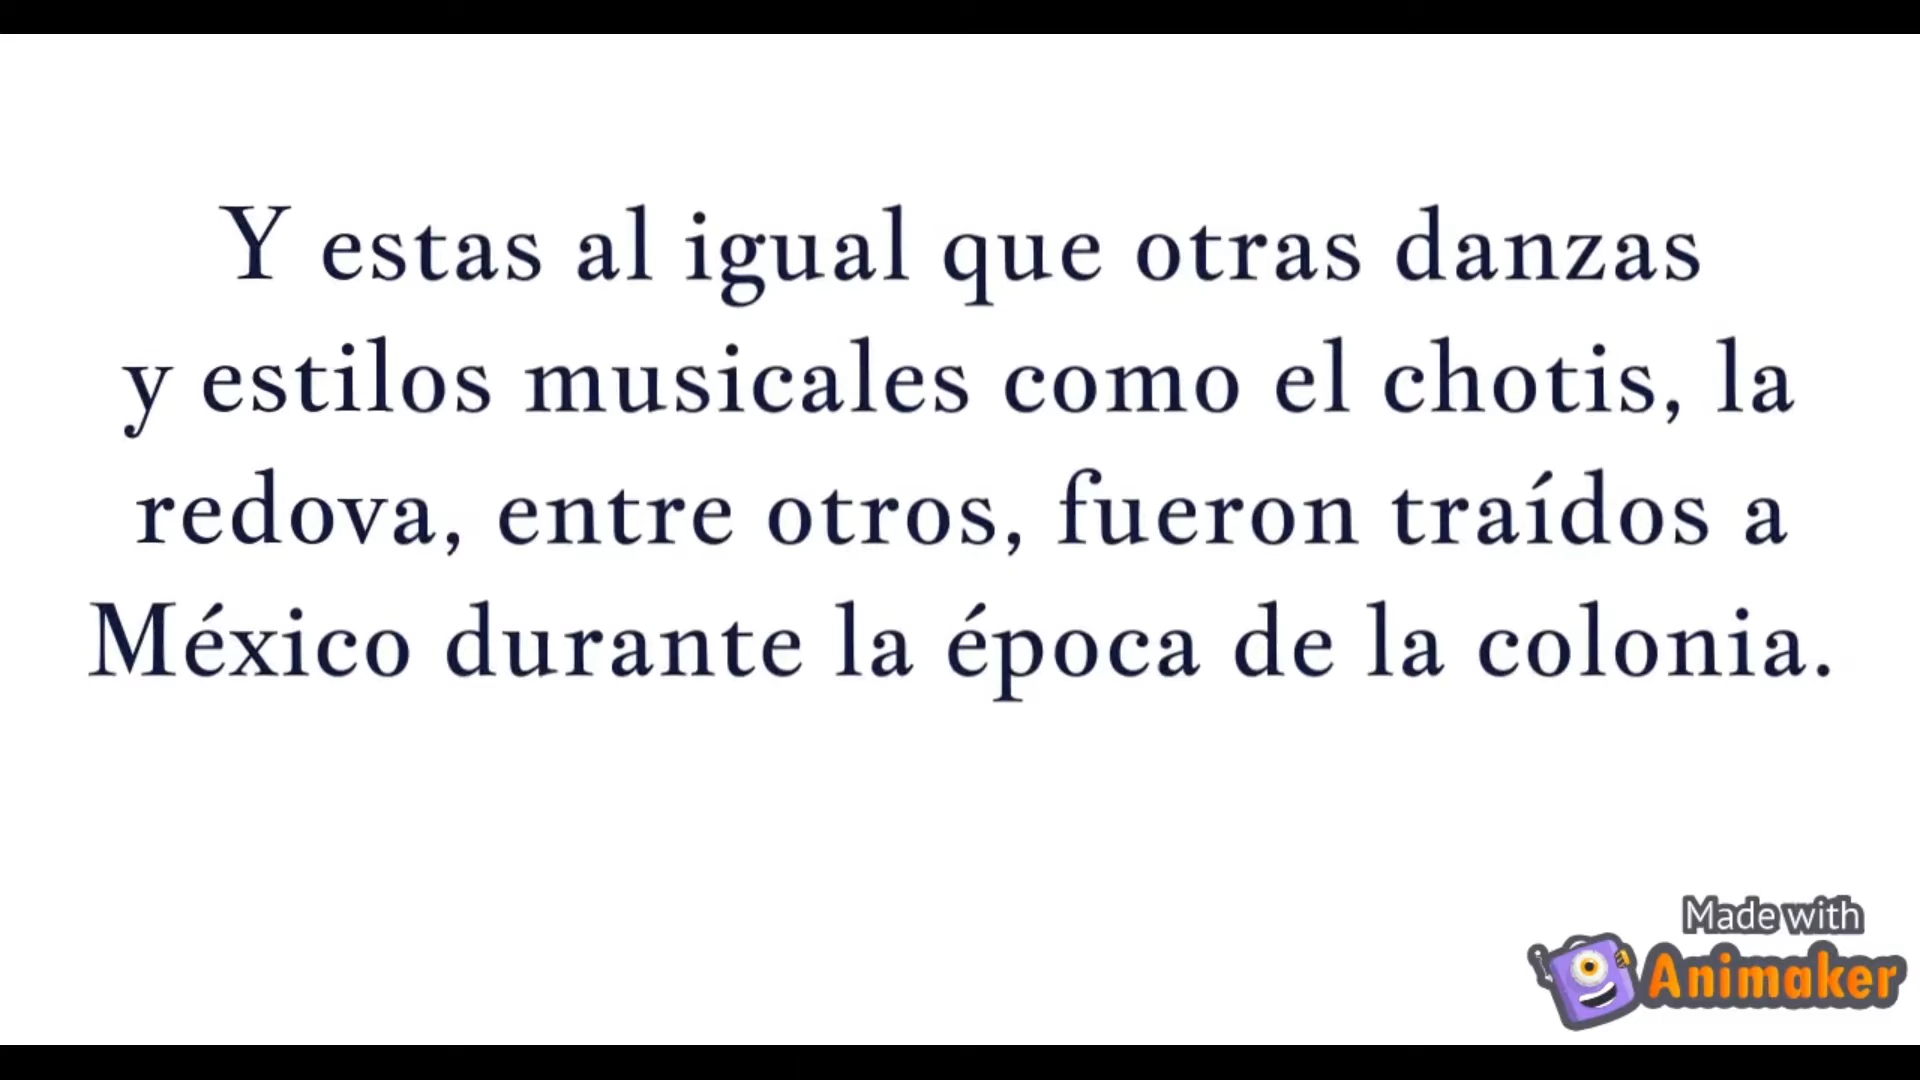 Y estas al igual que otras danzas
y estilos musicales como el chotis, la
redova, entre otros, fueron traídos a
México durante la época de la colonia.
Made with
Animaker